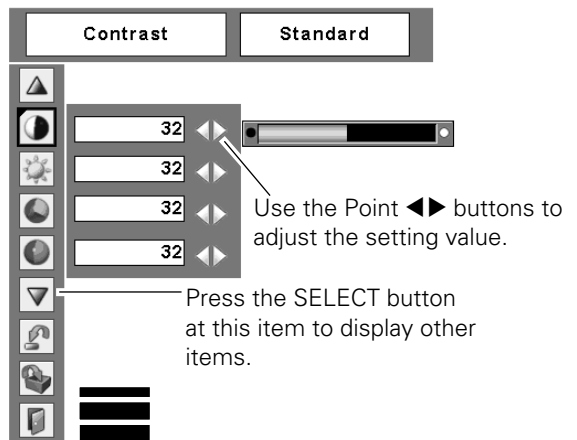 Contrast
Standard
32
32
32
32
Use the Point ◀▶ buttons to
adjust the setting value.
Press the SELECT button
at this item to display other
items.